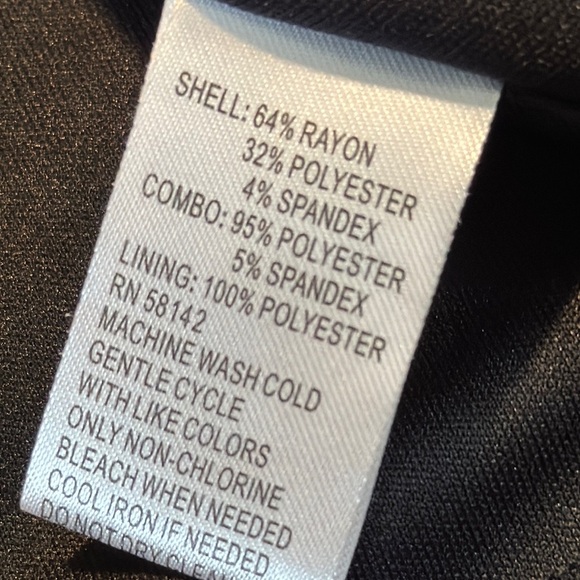 SHELL: 64% RAYON
32% POLYESTER
4% SPANDEX
COMBO: 95% POLYESTER
5% SPANDEX
LINING: 100% POLYESTER
RN 58142
MACHINE WASH COLD
GENTLE CYCLE
WITH LIKE COLORS
ONLY NON-CHLORINE
BLEACH WHEN NEEDED
COOL IRON IF NEEDED
DO NOT DRY CLEAN